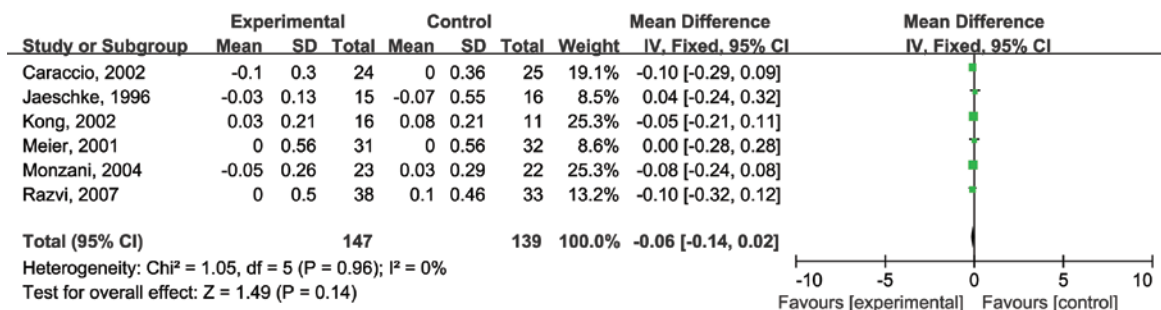 Experimental Control Mean Difference Mean Difference
Study or Subgroup Mean SD Total Mean SD Total Weight IV, Fixed, 95% CI IV, Fixed, 95% CI
Caraccio, 2002 -0.1 0.3 24 0 0.36 25 19.1% -0.10 [-0.29, 0.09]
Jaeschke, 1996 -0.03 0.13 15 -0.07 0.55 16 8.5% 0.04 [-0.24, 0.32]
Kong, 2002 0.03 0.21 16 0.08 0.21 11 25.3% -0.05 [-0.21, 0.11]
Meier, 2001 0 0.56 31 0 0.56 32 8.6% 0.00 [-0.28, 0.28]
Monzani, 2004 -0.05 0.26 23 0.03 0.29 22 25.3% -0.08 [-0.24, 0.08]
Razvi, 2007 0 0.5 38 0.1 0.46 33 13.2% -0.10 [-0.32, 0.12]
Total (95% CI) 147 139 100.0% -0.06 [-0.14, 0.02]
Heterogeneity: Chi² = 1.05, df = 5 (P = 0.96); I² = 0%
Test for overall effect: Z = 1.49 (P = 0.14)
-10 -5 0 5 10
Favours [experimental] Favours [control]